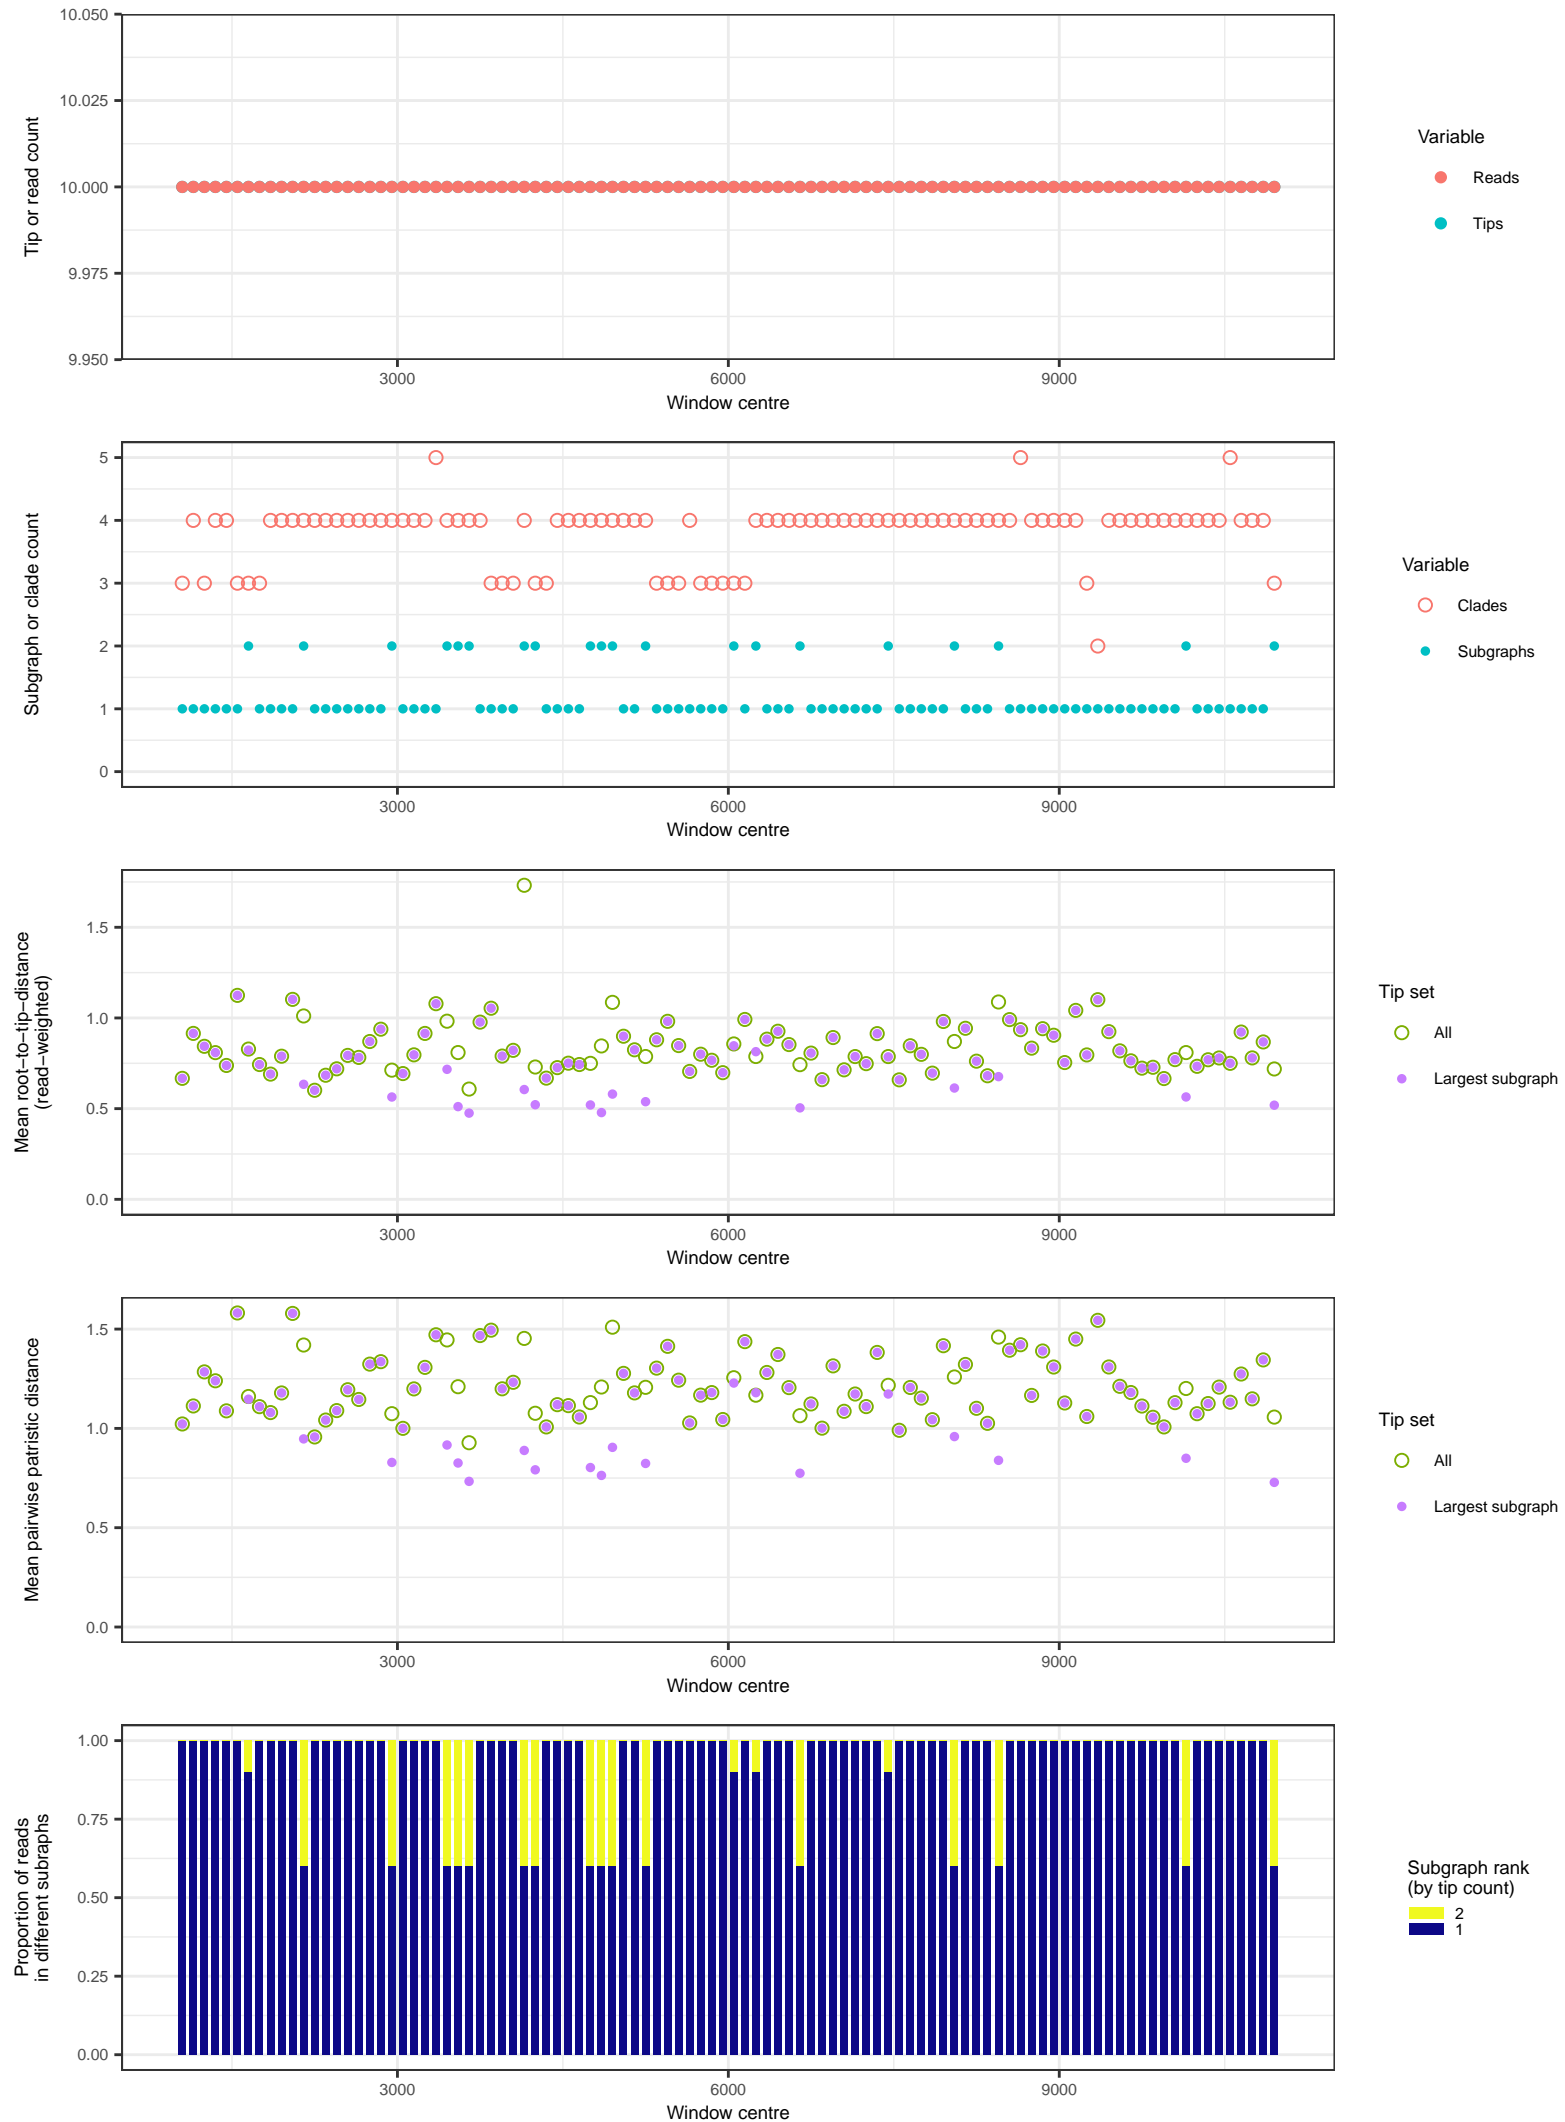 10.050
10.025
10.000
9.975
9.950
Tip or read count
3000
6000
9000
Window centre
Variable
Reads
Tips
5
4
3
2
1
0
Subgraph or clade count
3000
6000
9000
Window centre
Variable
Clades
Subgraphs
1.5
1.0
0.5
0.0
Mean root−to−tip−distance
(read−weighted)
3000
6000
9000
Window centre
Tip set
All
Largest subgraph
1.5
1.0
0.5
0.0
Mean pairwise patristic distance
3000
6000
9000
Window centre
Tip set
All
Largest subgraph
1.00
0.75
0.50
0.25
0.00
Proportion of reads
in different subraphs
3000
6000
9000
Window centre
Subgraph rank
(by tip count)
2
1